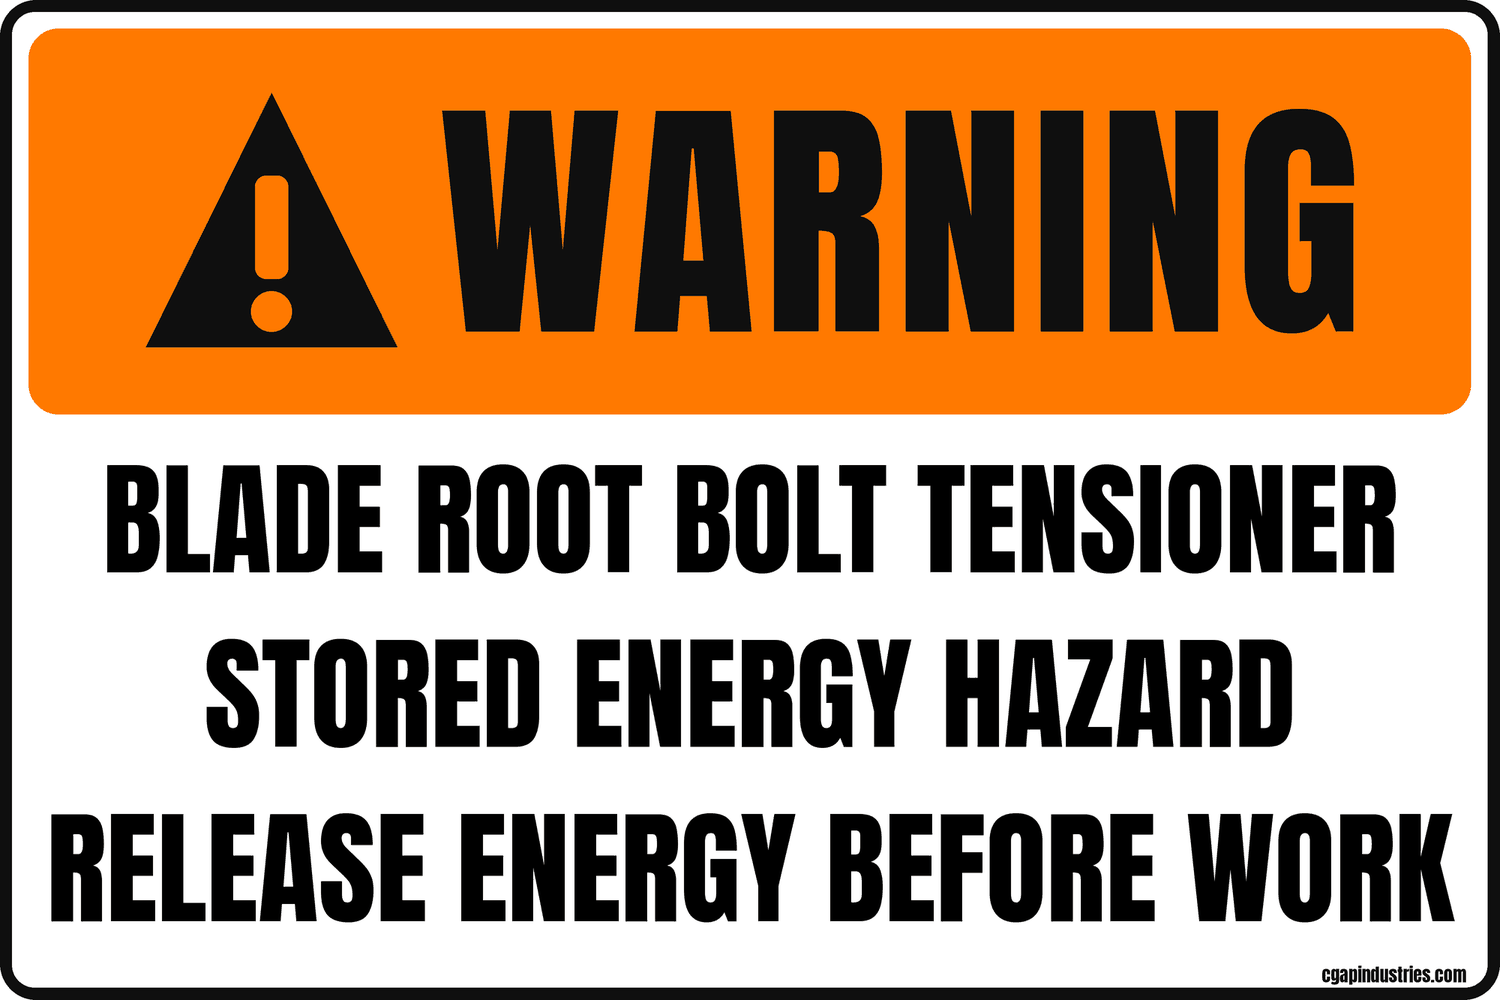 WARNING
BLADE ROOT BOLT TENSIONER
STORED ENERGY HAZARD
RELEASE ENERGY BEFORE WORK
cgapindustries.com